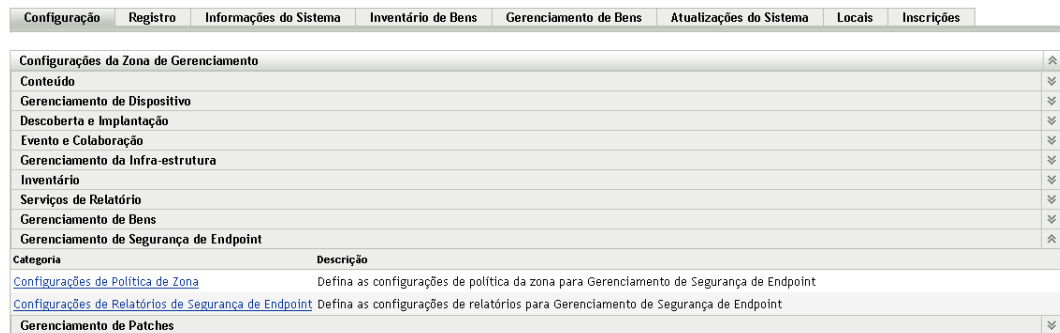 Configuração Registro Informações do Sistema Inventário de Bens Gerenciamento de Bens Atualizações do Sistema Locais Inscrições
Configurações da Zona de Gerenciamento
Conteúdo
Gerenciamento de Dispositivo
Descoberta e Implantação
Evento e Colaboração
Gerenciamento da Infra-estrutura
Inventário
Serviços de Relatório
Gerenciamento de Bens
Gerenciamento de Segurança de Endpoint
Categoria Descrição
Configurações de Política de Zona Defina as configurações de política da zona para Gerenciamento de Segurança de Endpoint
Configurações de Relatórios de Segurança de Endpoint Defina as configurações de relatórios para Gerenciamento de Segurança de Endpoint
Gerenciamento de Patches